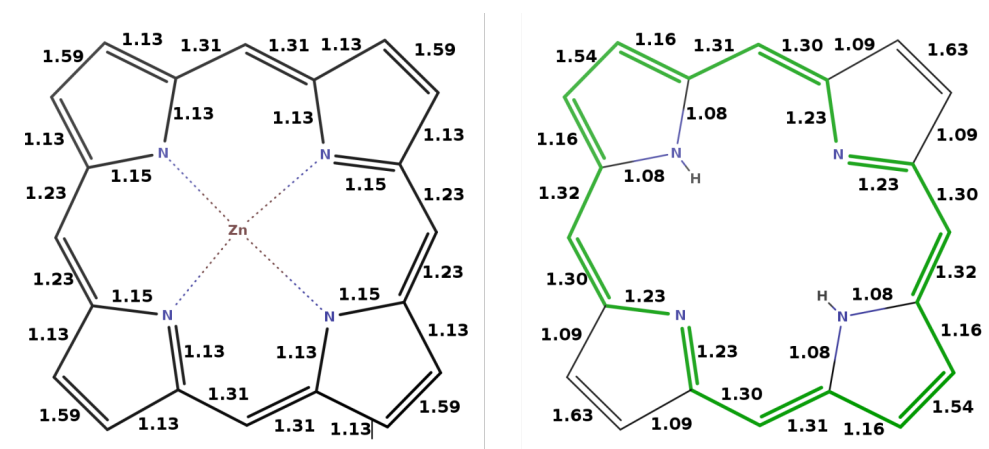 1.13 1.31 1.31 1.13 1.16 1.31 1.30 1.09
1.59 1.59 1.54 1.63
1.13 1.13 1.08 1.23
1.13 1.13 1.16 1.09
N N N N
1.15 1.15 1.08 H 1.23
1.23 1.23 1.32 1.30
Zn
1.23 1.23 1.30 1.32
1.15 1.15 1.23 H 1.08
N N N N
1.13 1.13 1.09 1.16
1.13 1.13 1.23 1.08
1.31 1.30
1.59 1.59 1.63 1.54
1.13 1.31 1.13 1.09 1.31 1.16